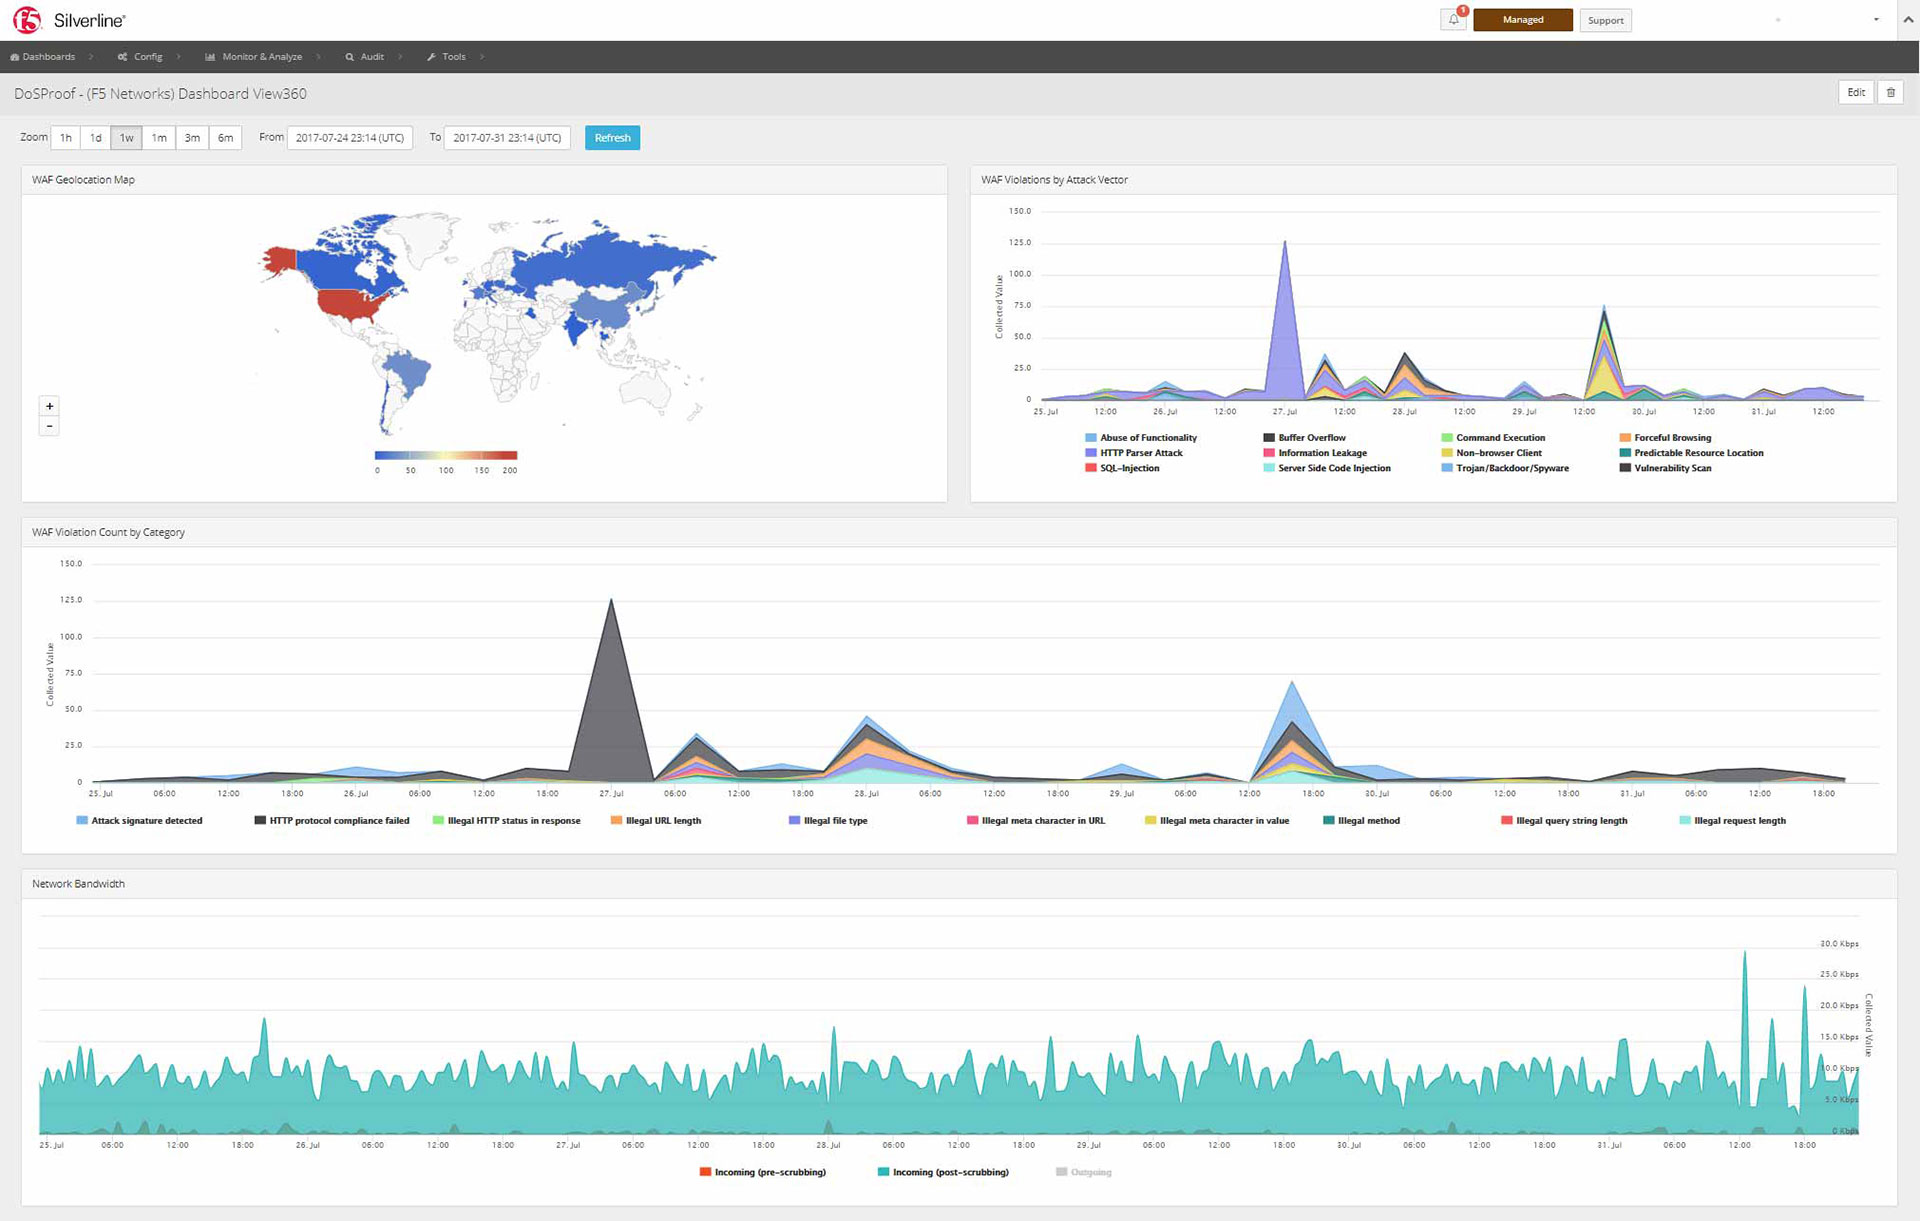 f5 Silverline®
1
Managed
Support
Dashboards
Config
Monitor & Analyze
Audit
Tools
DoSProof - (F5 Networks) Dashboard View360
Edit
Zoom 1h 1d 1w 1m 3m 6m From 2017-07-24 23:14 (UTC) To 2017-07-31 23:14 (UTC) Refresh
WAF Geolocation Map
+
-
0 50 100 150 200
WAF Violations by Attack Vector
150.0
125.0
100.0
75.0
50.0
25.0
0
Collected Value
25. Jul 12:00 26. Jul 12:00 27. Jul 12:00 28. Jul 12:00 29. Jul 12:00 30. Jul 12:00 31. Jul 12:00
Abuse of Functionality Buffer Overflow Command Execution Forceful Browsing
HTTP Parser Attack Information Leakage Non-browser Client Predictable Resource Location
SQL-Injection Server Side Code Injection Trojan/Backdoor/Spyware Vulnerability Scan
WAF Violation Count by Category
150.0
125.0
100.0
75.0
50.0
25.0
0
Collected Value
25. Jul 06:00 12:00 18:00 26. Jul 06:00 12:00 18:00 27. Jul 06:00 12:00 18:00 28. Jul 06:00 12:00 18:00 29. Jul 06:00 12:00 18:00 30. Jul 06:00 12:00 18:00 31. Jul 06:00 12:00 18:00
Attack signature detected HTTP protocol compliance failed Illegal HTTP status in response Illegal URL length Illegal file type Illegal meta character in URL Illegal meta character in value Illegal method Illegal query string length Illegal request length
Network Bandwidth
30.0 Kbps
25.0 Kbps
20.0 Kbps
15.0 Kbps
10.0 Kbps
5.0 Kbps
0 Kbps
Collected Value
25. Jul 06:00 12:00 18:00 26. Jul 06:00 12:00 18:00 27. Jul 06:00 12:00 18:00 28. Jul 06:00 12:00 18:00 29. Jul 06:00 12:00 18:00 30. Jul 06:00 12:00 18:00 31. Jul 06:00 12:00 18:00
Incoming (pre-scrubbing) Incoming (post-scrubbing) Outgoing